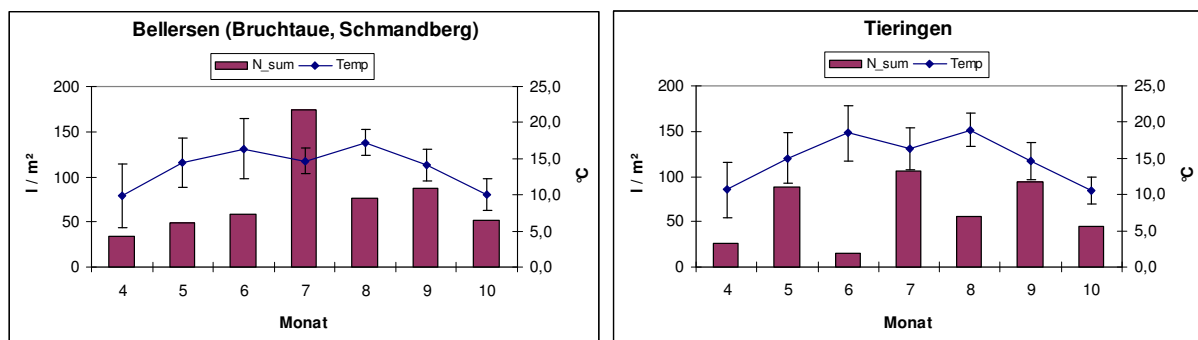 Bellersen (Bruchtaue, Schmandberg)
N_sum Temp
200 25,0
150 20,0
15,0
100
10,0
50 5,0
0 0,0
l / m²
°C
4 5 6 7 8 9 10
Monat
Tieringen
N_sum Temp
200 25,0
150 20,0
15,0
100
10,0
50 5,0
0 0,0
l / m²
°C
4 5 6 7 8 9 10
Monat